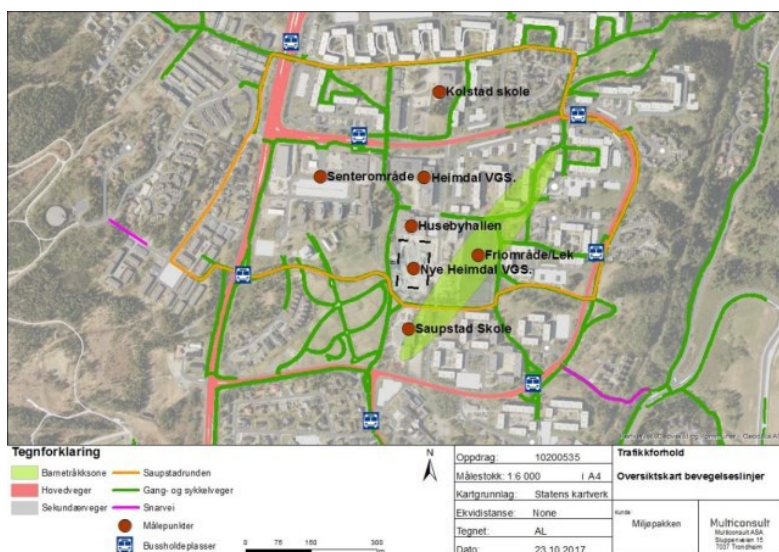 Kolstad skole
Senterområde
Heimdal VGS.
Husebyhallen
Friområde/Lek
Nye Heimdal VGS.
Saupstad Skole
Tegnforklaring
Barnetråkksone
Saupstadrunden
Hovedveger
Gang- og sykkelveger
Sekundærveger
Snarvei
Målepunkter
Bussholdeplasser
N
0 75 150 300
Oppdrag: 10200535
Målestokk: 1:6 000 i A4
Kartgrunnlag: Statens kartverk
Ekvidistanse: None
Tegnet: AL
Dato: 23.10.2017
Trafikkforhold
Oversiktskart bevegelseslinjer
Kunde:
Miljøpakken
Multiconsult
Multiconsult ASA
Sluppenveien 15
7037 Trondheim